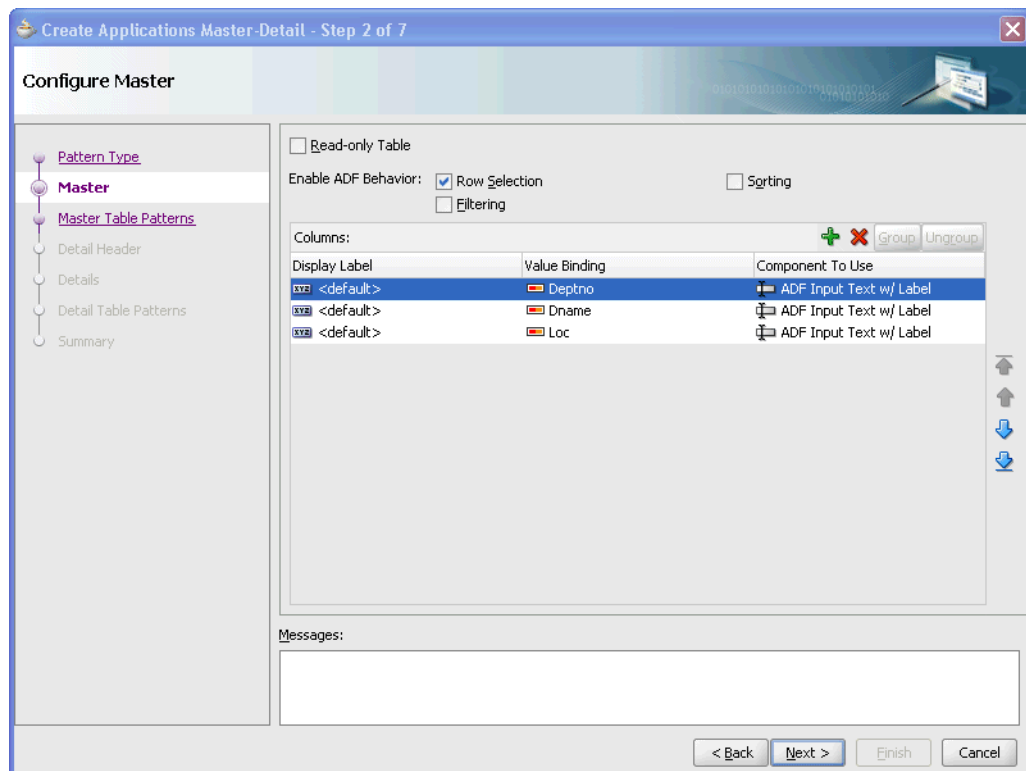 Create Applications Master-Detail - Step 2 of 7
Configure Master
Pattern Type
Master
Master Table Patterns
Detail Header
Details
Detail Table Patterns
Summary
Read-only Table
Enable ADF Behavior: Row Selection Sorting
Filtering
Columns: Group Ungroup
Display Label Value Binding Component To Use
<default> Deptno ADF Input Text w/ Label
<default> Dname ADF Input Text w/ Label
<default> Loc ADF Input Text w/ Label
Messages:
< Back Next > Finish Cancel